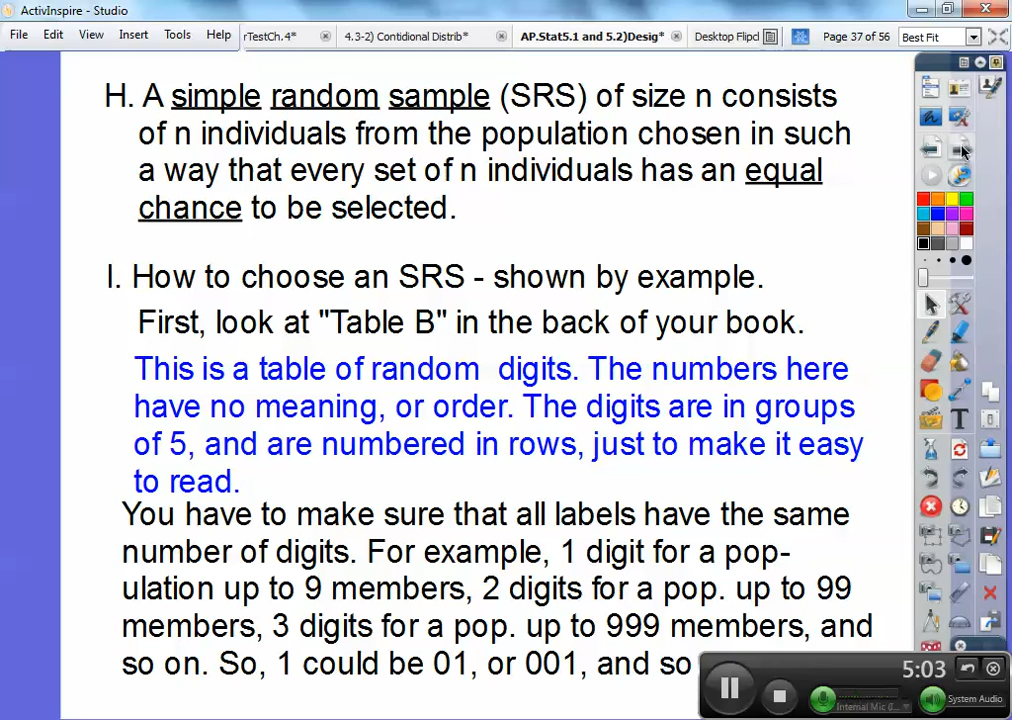 ActivInspire - Studio
File Edit View Insert Tools Help
rTestCh.4*
4.3-2) Contidional Distrib*
AP.Stat5.1 and 5.2)Desig*
Desktop Flipcl
Page 37 of 56
Best Fit
H. A simple random sample (SRS) of size n consists
of n individuals from the population chosen in such
a way that every set of n individuals has an equal
chance to be selected.
I. How to choose an SRS - shown by example.
First, look at "Table B" in the back of your book.
This is a table of random digits. The numbers here
have no meaning, or order. The digits are in groups
of 5, and are numbered in rows, just to make it easy
to read.
You have to make sure that all labels have the same
number of digits. For example, 1 digit for a pop-
ulation up to 9 members, 2 digits for a pop. up to 99
members, 3 digits for a pop. up to 999 members, and
so on. So, 1 could be 01, or 001, and so
5:03
Internal Mic (I...
System Audio